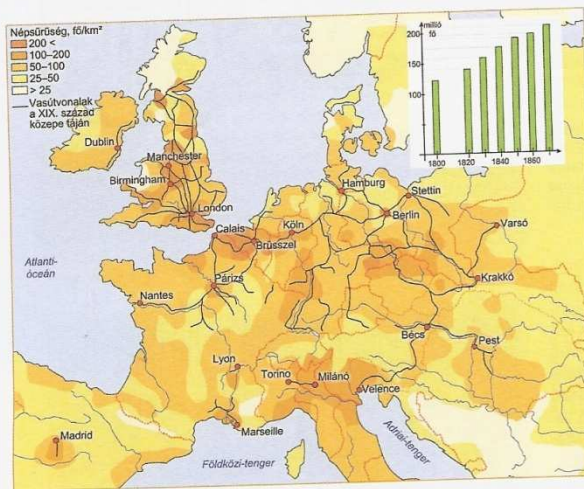 Népsűrűség, fő/km²
200 <
100–200
50–100
25–50
> 25
Vasútvonalak
a XIX. század
közepe táján
millió
fő
200
150
100
1800
1820
1840
1860
Dublin
Manchester
Birmingham
London
Calais
Hamburg
Stettin
Berlin
Köln
Brüsszel
Varsó
Atlanti-
óceán
Párizs
Krakkó
Nantes
Bécs
Pest
Lyon
Torino
Milánó
Velence
Madrid
Marseille
Földközi-tenger
Adriai-tenger